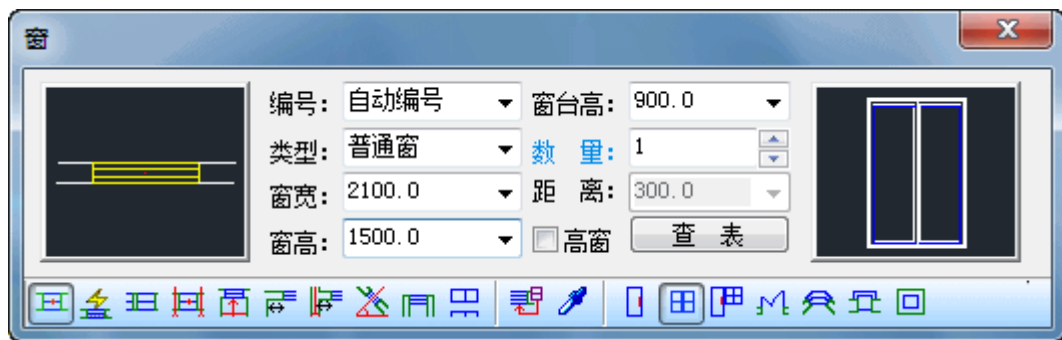 窗
编号: 自动编号 窗台高: 900.0
类型: 普通窗 数 量: 1
窗宽: 2100.0 距 离: 300.0
窗高: 1500.0 高窗 查 表